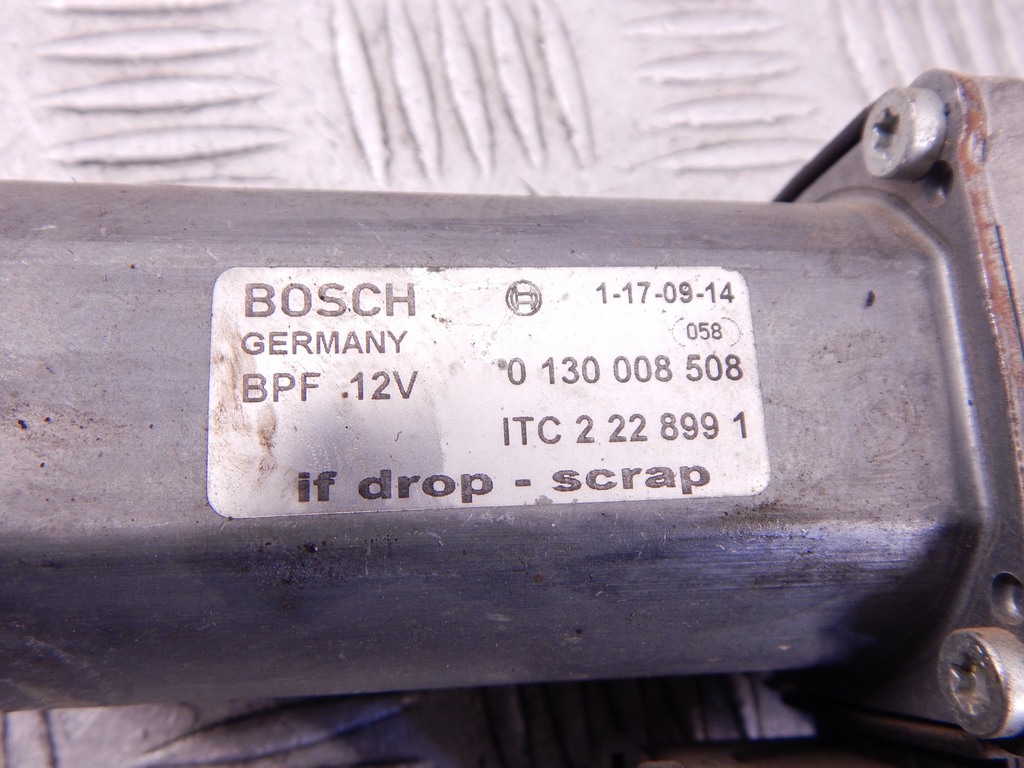 BOSCH 1-17-09-14
GERMANY 058
BPF .12V 0 130 008 508
ITC 2 22 899 1
if drop - scrap